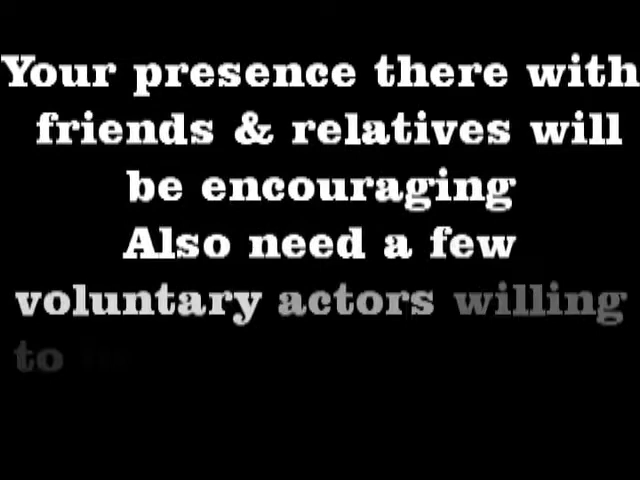 Your presence there with
friends & relatives will
be encouraging
Also need a few
voluntary actors willing
to